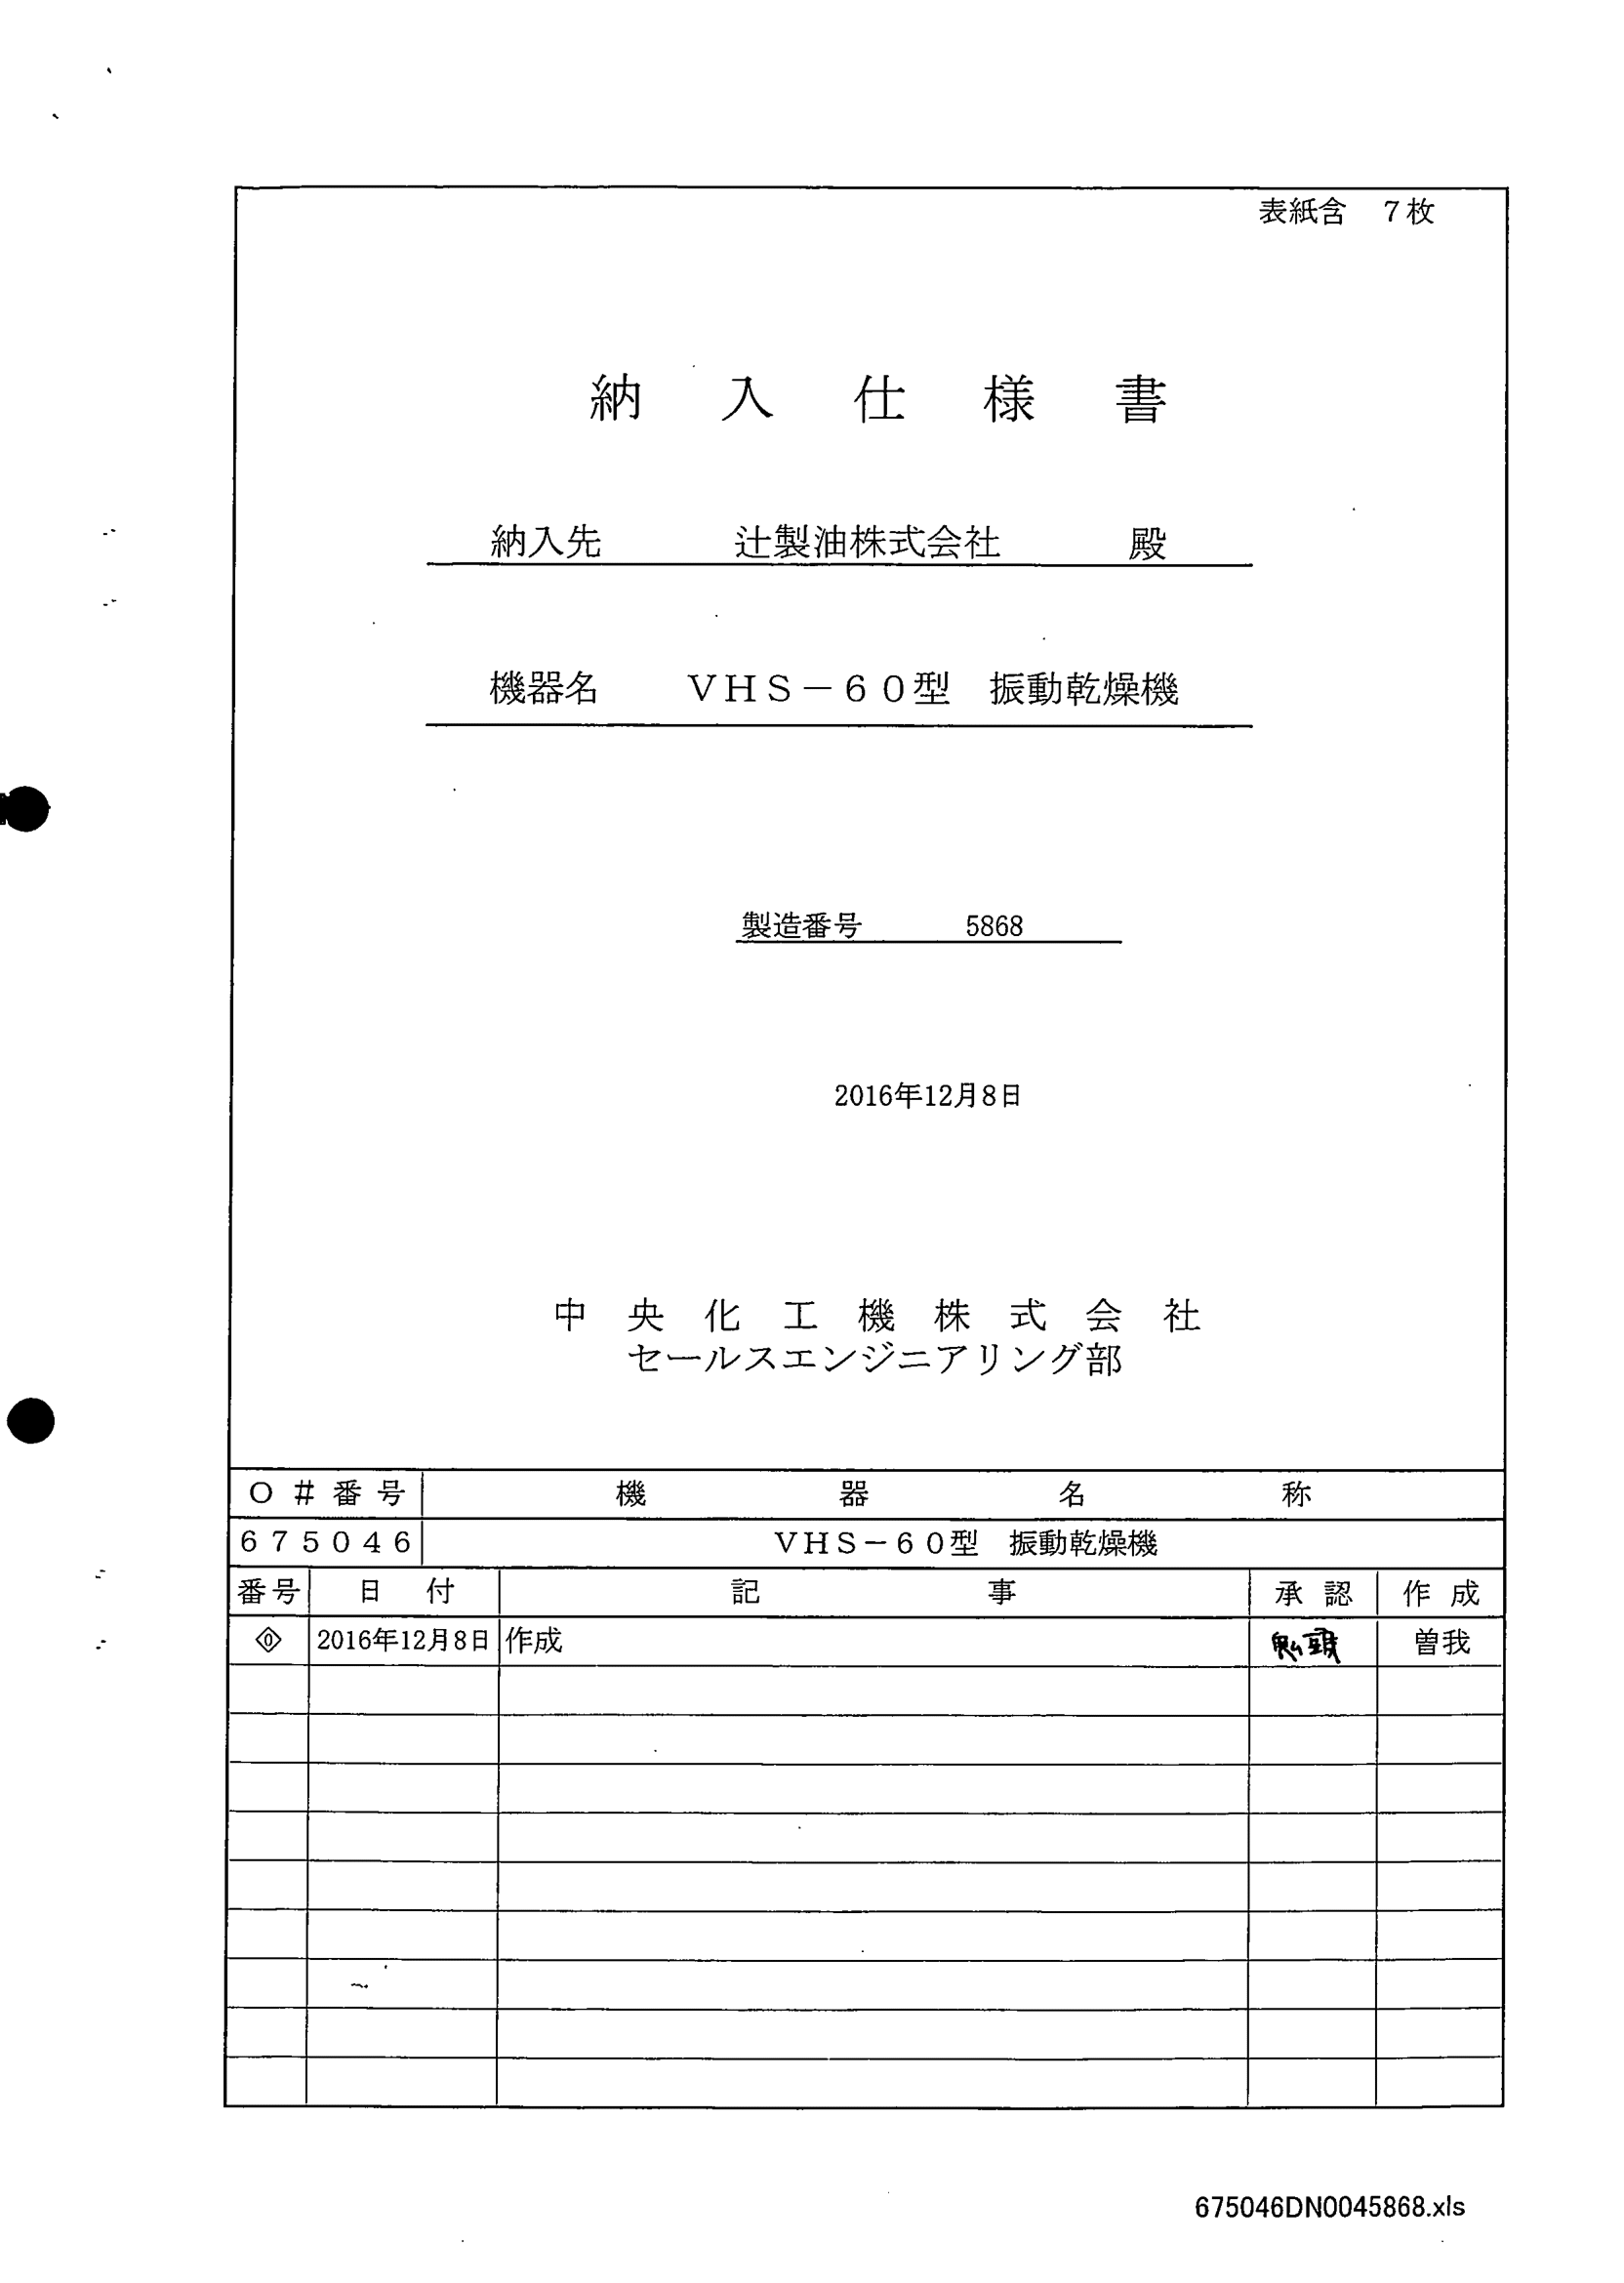 表紙含 7枚
納入仕様書
納入先 辻製油株式会社 殿
機器名 VHS-60型 振動乾燥機
製造番号 5868
2016年12月8日
中央化工機株式会社
セールスエンジニアリング部
O#番号 機器名称
675046 VHS-60型 振動乾燥機
番号 日付 記事 承認 作成
0 2016年12月8日 作成 曽我
675046DN0045868.xls